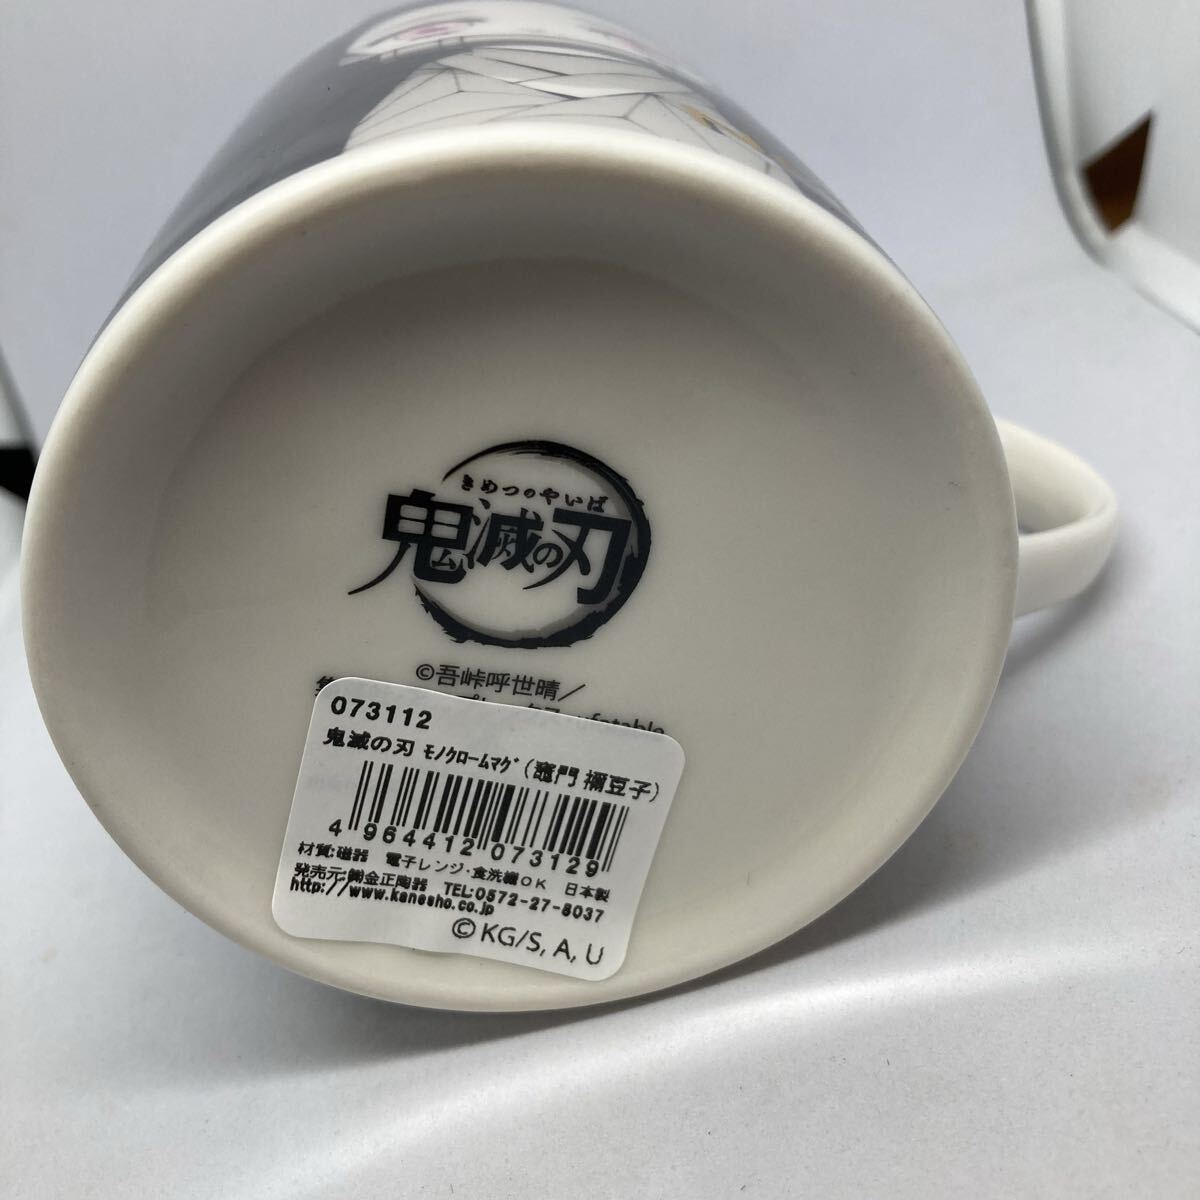 きめつのやいば
鬼滅の刃
©吾峠呼世晴／
073112
鬼滅の刃 ﾓﾉｸﾛｰﾑﾏｸﾞ(竈門 禰豆子)
4 964412 073129
材質:磁器 電子レンジ・食洗機OK 日本製
発売元:㈱金正陶器 TEL:0572-27-8037
http://www.kanesho.co.jp
©KG/S, A, U